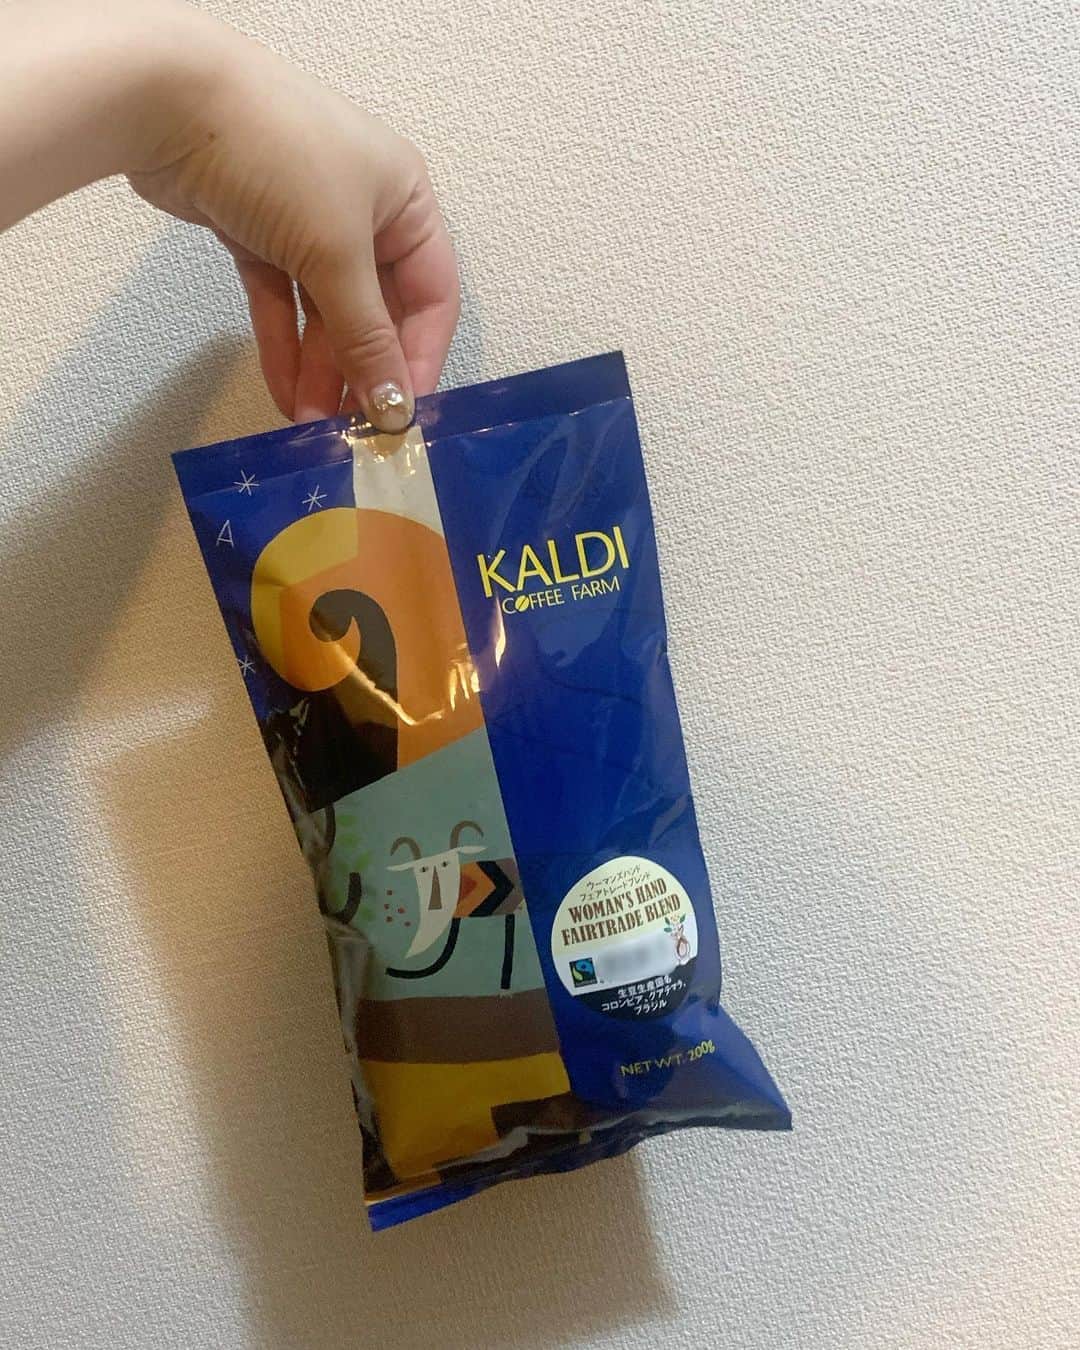 KALDI
COFFEE FARM
ウーマンズハンド
フェアトレードブレンド
WOMAN'S HAND
FAIRTRADE BLEND
生豆生産国名
コロンビア、グアテマラ、
ブラジル
NET WT. 200g